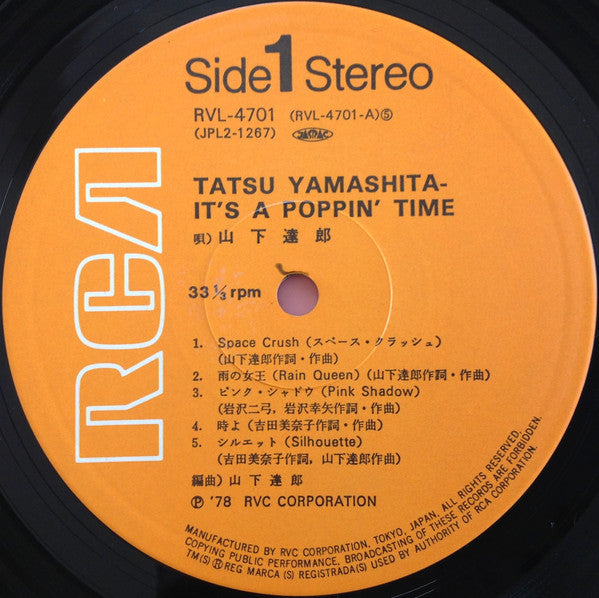 Side 1 Stereo
RVL-4701 (RVL-4701-A)⑤
(JPL2-1267) JASRAC
RCA
TATSU YAMASHITA-
IT'S A POPPIN' TIME
唄) 山下達郎
33 1/3 rpm
1. Space Crush (スペース・クラッシュ)
(山下達郎作詞・作曲)
2. 雨の女王 (Rain Queen) (山下達郎作詞・作曲)
3. ピンク・シャドウ (Pink Shadow)
(岩沢二弓，岩沢幸矢作詞・作曲)
4. 時よ (吉田美奈子作詞・作曲)
5. シルエット (Silhouette)
(吉田美奈子作詞，山下達郎作曲)
編曲) 山下達郎
Ⓟ '78 RVC CORPORATION
MANUFACTURED BY RVC CORPORATION, TOKYO, JAPAN, ALL RIGHTS RESERVED.
COPYING PUBLIC PERFORMANCE, BROADCASTING OF THESE RECORDS ARE FORBIDDEN.
TM(S) ® REG MARCA (S) REGISTRADA(S) USED BY AUTHORITY OF RCA CORPORATION.